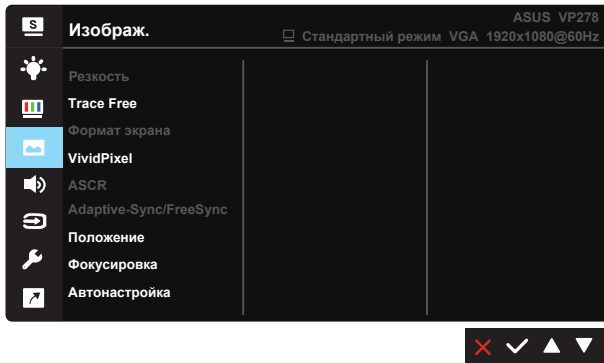 S
Изображ.
ASUS VP278
Стандартный режим VGA 1920x1080@60Hz
Резкость
Trace Free
Формат экрана
VividPixel
ASCR
Adaptive-Sync/FreeSync
Положение
Фокусировка
Автонастройка